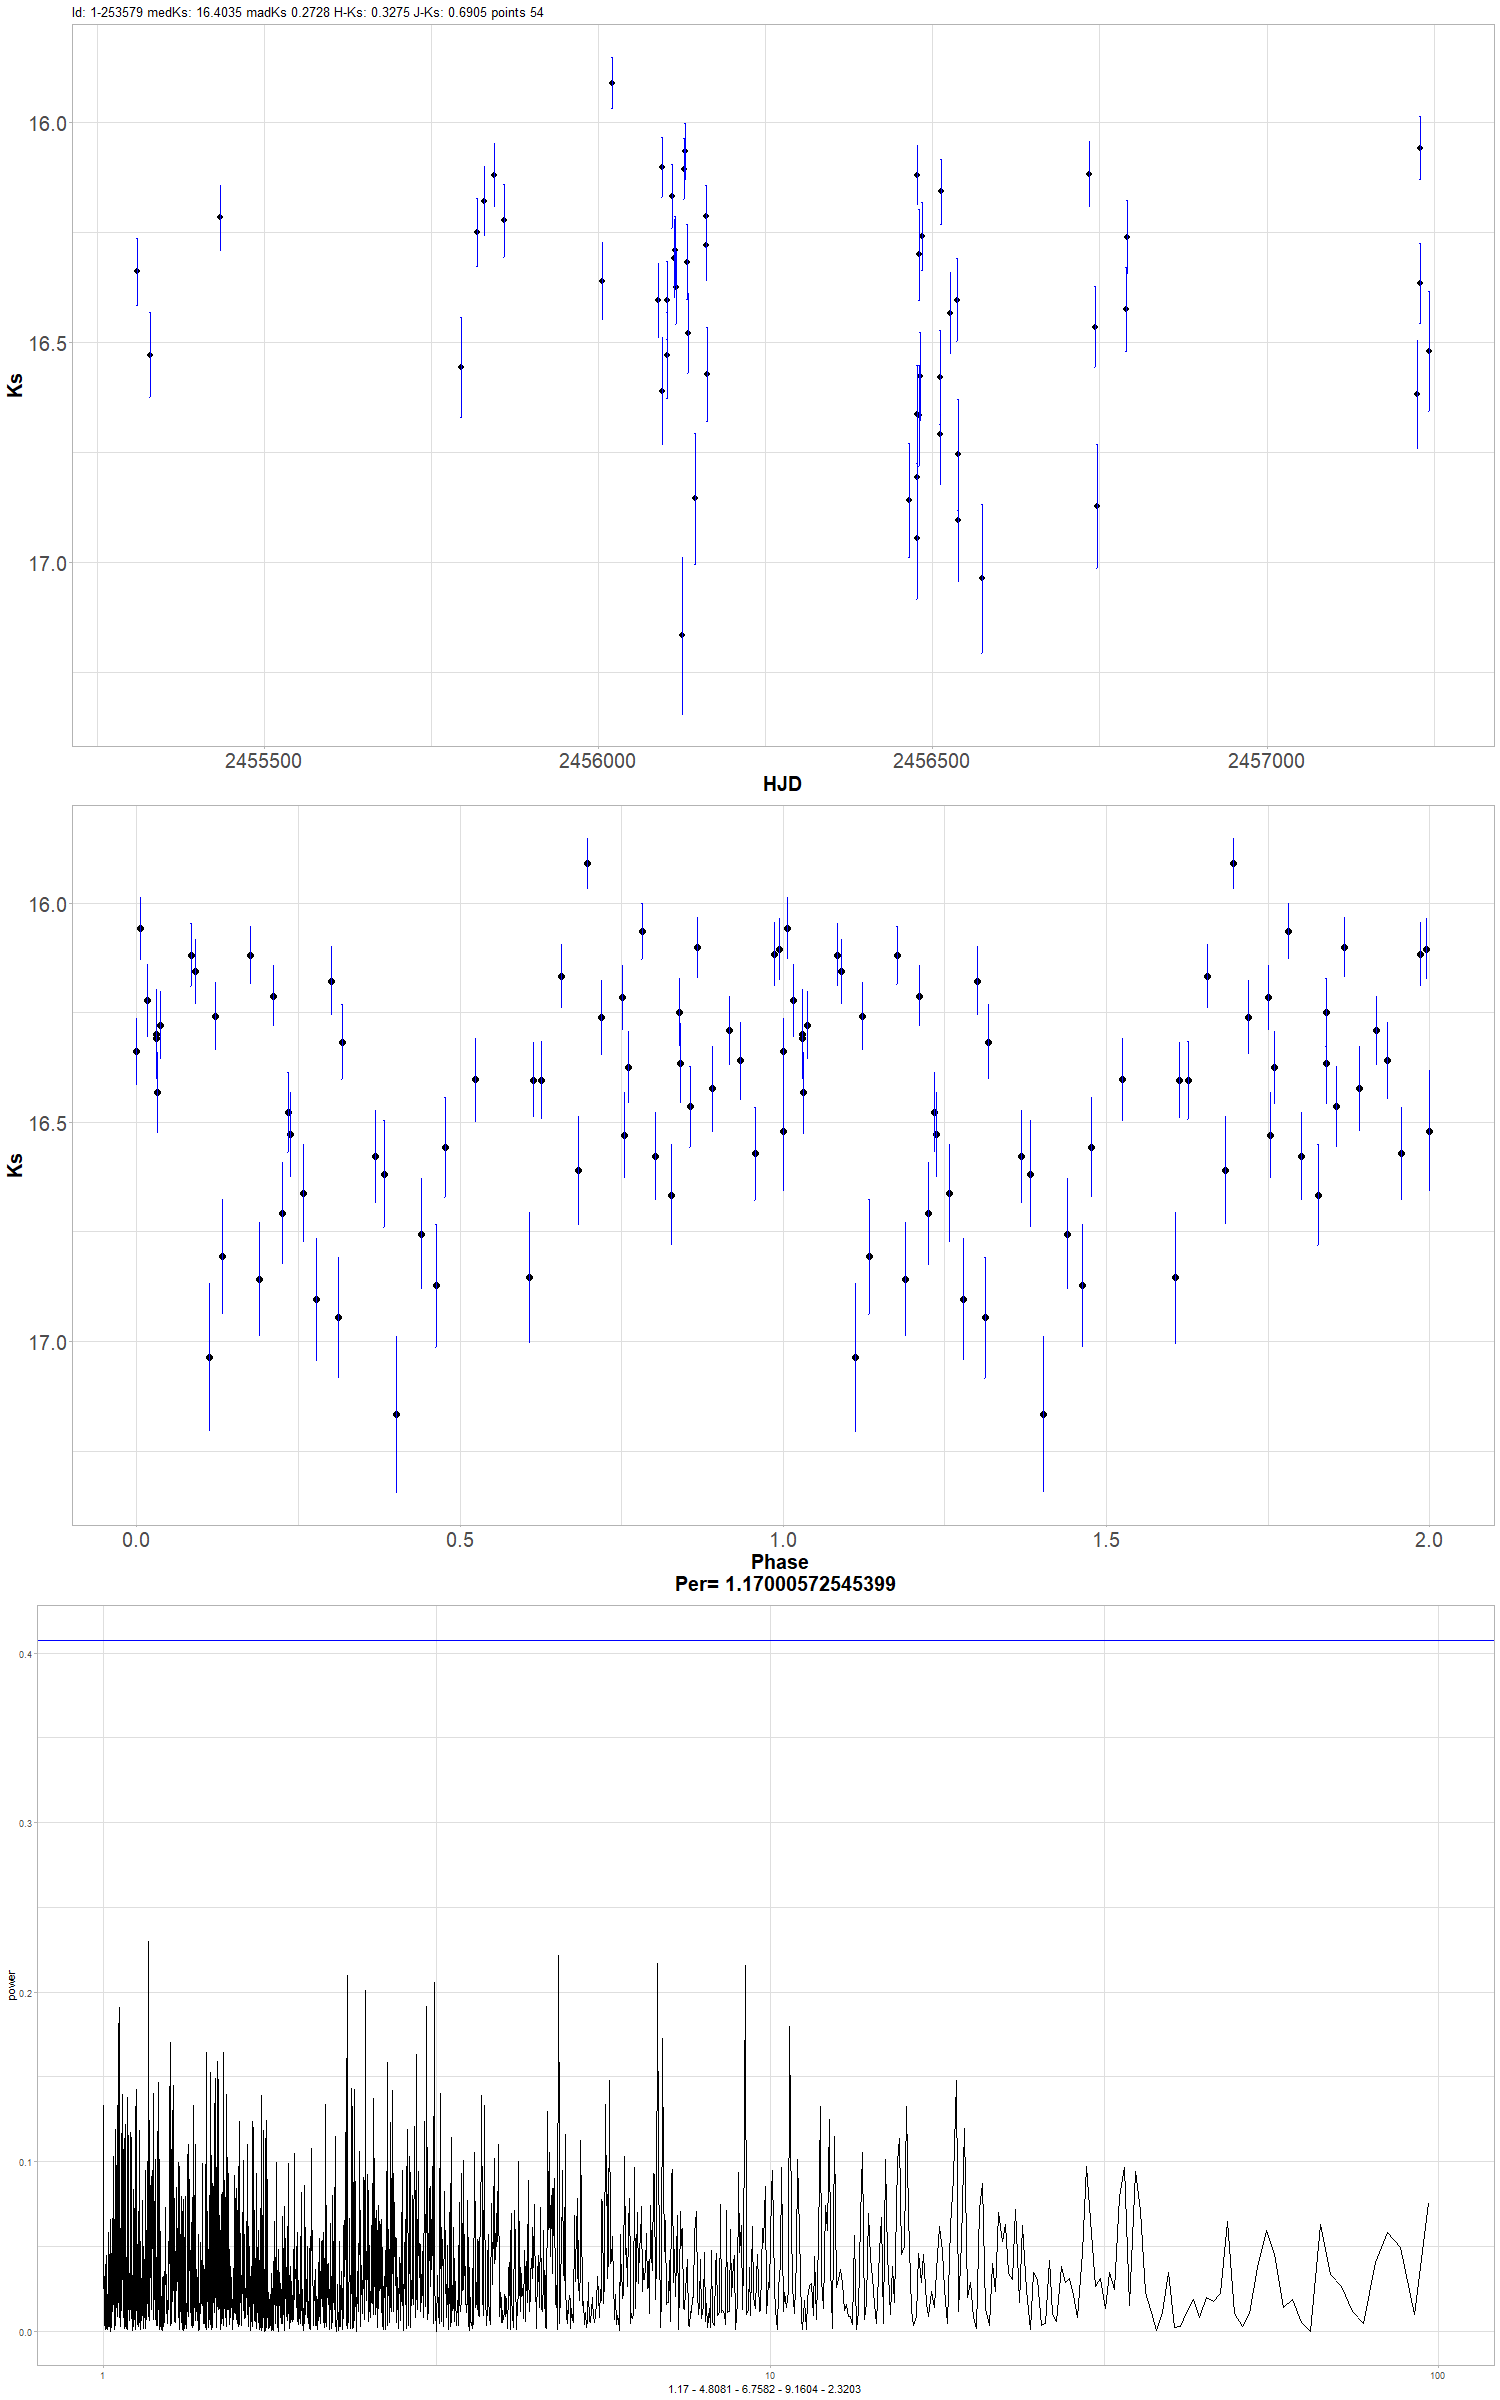 Id: 1-253579 medKs: 16.4035 madKs 0.2728 H-Ks: 0.3275 J-Ks: 0.6905 points 54
16.0
16.5
17.0
Ks
2455500 2456000 2456500 2457000
HJD
16.0
16.5
17.0
Ks
0.0 0.5 1.0 1.5 2.0
Phase
Per= 1.17000572545399
0.4
0.3
0.2
0.1
0.0
power
1 10 100
1.17 - 4.8081 - 6.7582 - 9.1604 - 2.3203